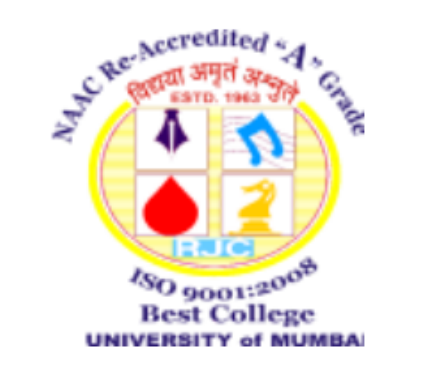 NAAC Re-Accredited "A" Grade
विद्यया अमृतं अश्नुते
ESTD. 1963
RJC
ISO 9001:2008
Best College
UNIVERSITY of MUMBAI